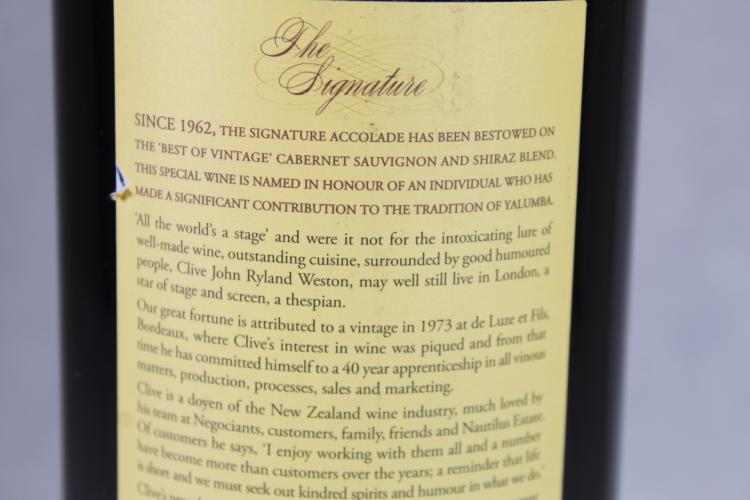 The
Signature
SINCE 1962, THE SIGNATURE ACCOLADE HAS BEEN BESTOWED ON
THE 'BEST OF VINTAGE' CABERNET SAUVIGNON AND SHIRAZ BLEND.
THIS SPECIAL WINE IS NAMED IN HONOUR OF AN INDIVIDUAL WHO HAS
MADE A SIGNIFICANT CONTRIBUTION TO THE TRADITION OF YALUMBA.
'All the world's a stage' and were it not for the intoxicating lure of
well-made wine, outstanding cuisine, surrounded by good humoured
people, Clive John Ryland Weston, may well still live in London, a
star of stage and screen, a thespian.
Our great fortune is attributed to a vintage in 1973 at de Luze et Fils,
Bordeaux, where Clive's interest in wine was piqued and from that
time he has committed himself to a 40 year apprenticeship in all vinous
matters, production, processes, sales and marketing.
Clive is a doyen of the New Zealand wine industry, much loved by
his team at Negociants, customers, family, friends and Nautilus Estate.
Of customers he says, 'I enjoy working with them all and a number
have become more than customers over the years; a reminder that life
is short and we must seek out kindred spirits and humour in what we do.'
Clive's